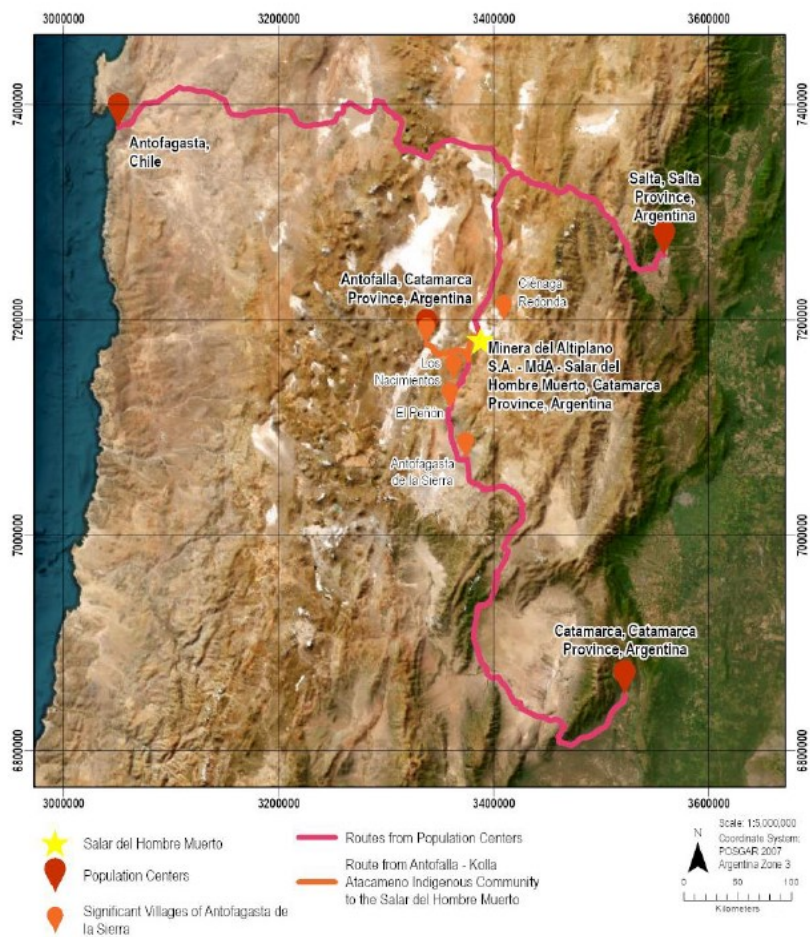 3000000
3200000
3400000
3600000
7400000
7400000
Antofagasta,
Chile
Salta, Salta
Province,
Argentina
Antofalla, Catamarca
Province, Argentina
Ciénaga
Redonda
7200000
7200000
Minera del Altiplano
S.A. - MdA - Salar del
Hombre Muerto, Catamarca
Province, Argentina
Los
Nacimientos
El Peñón
Antofagasta
de la Sierra
7000000
7000000
Catamarca, Catamarca
Province, Argentina
6800000
6800000
3000000
3200000
3400000
3600000
Salar del Hombre Muerto
Population Centers
Significant Villages of Antofagasta de
la Sierra
Routes from Population Centers
Route from Antofalla - Kolla
Atacameno Indigenous Community
to the Salar del Hombre Muerto
N
Scale: 1:5,000,000
Coordinate System:
POSGAR 2007
Argentina Zone 3
0 50 100
Kilometers